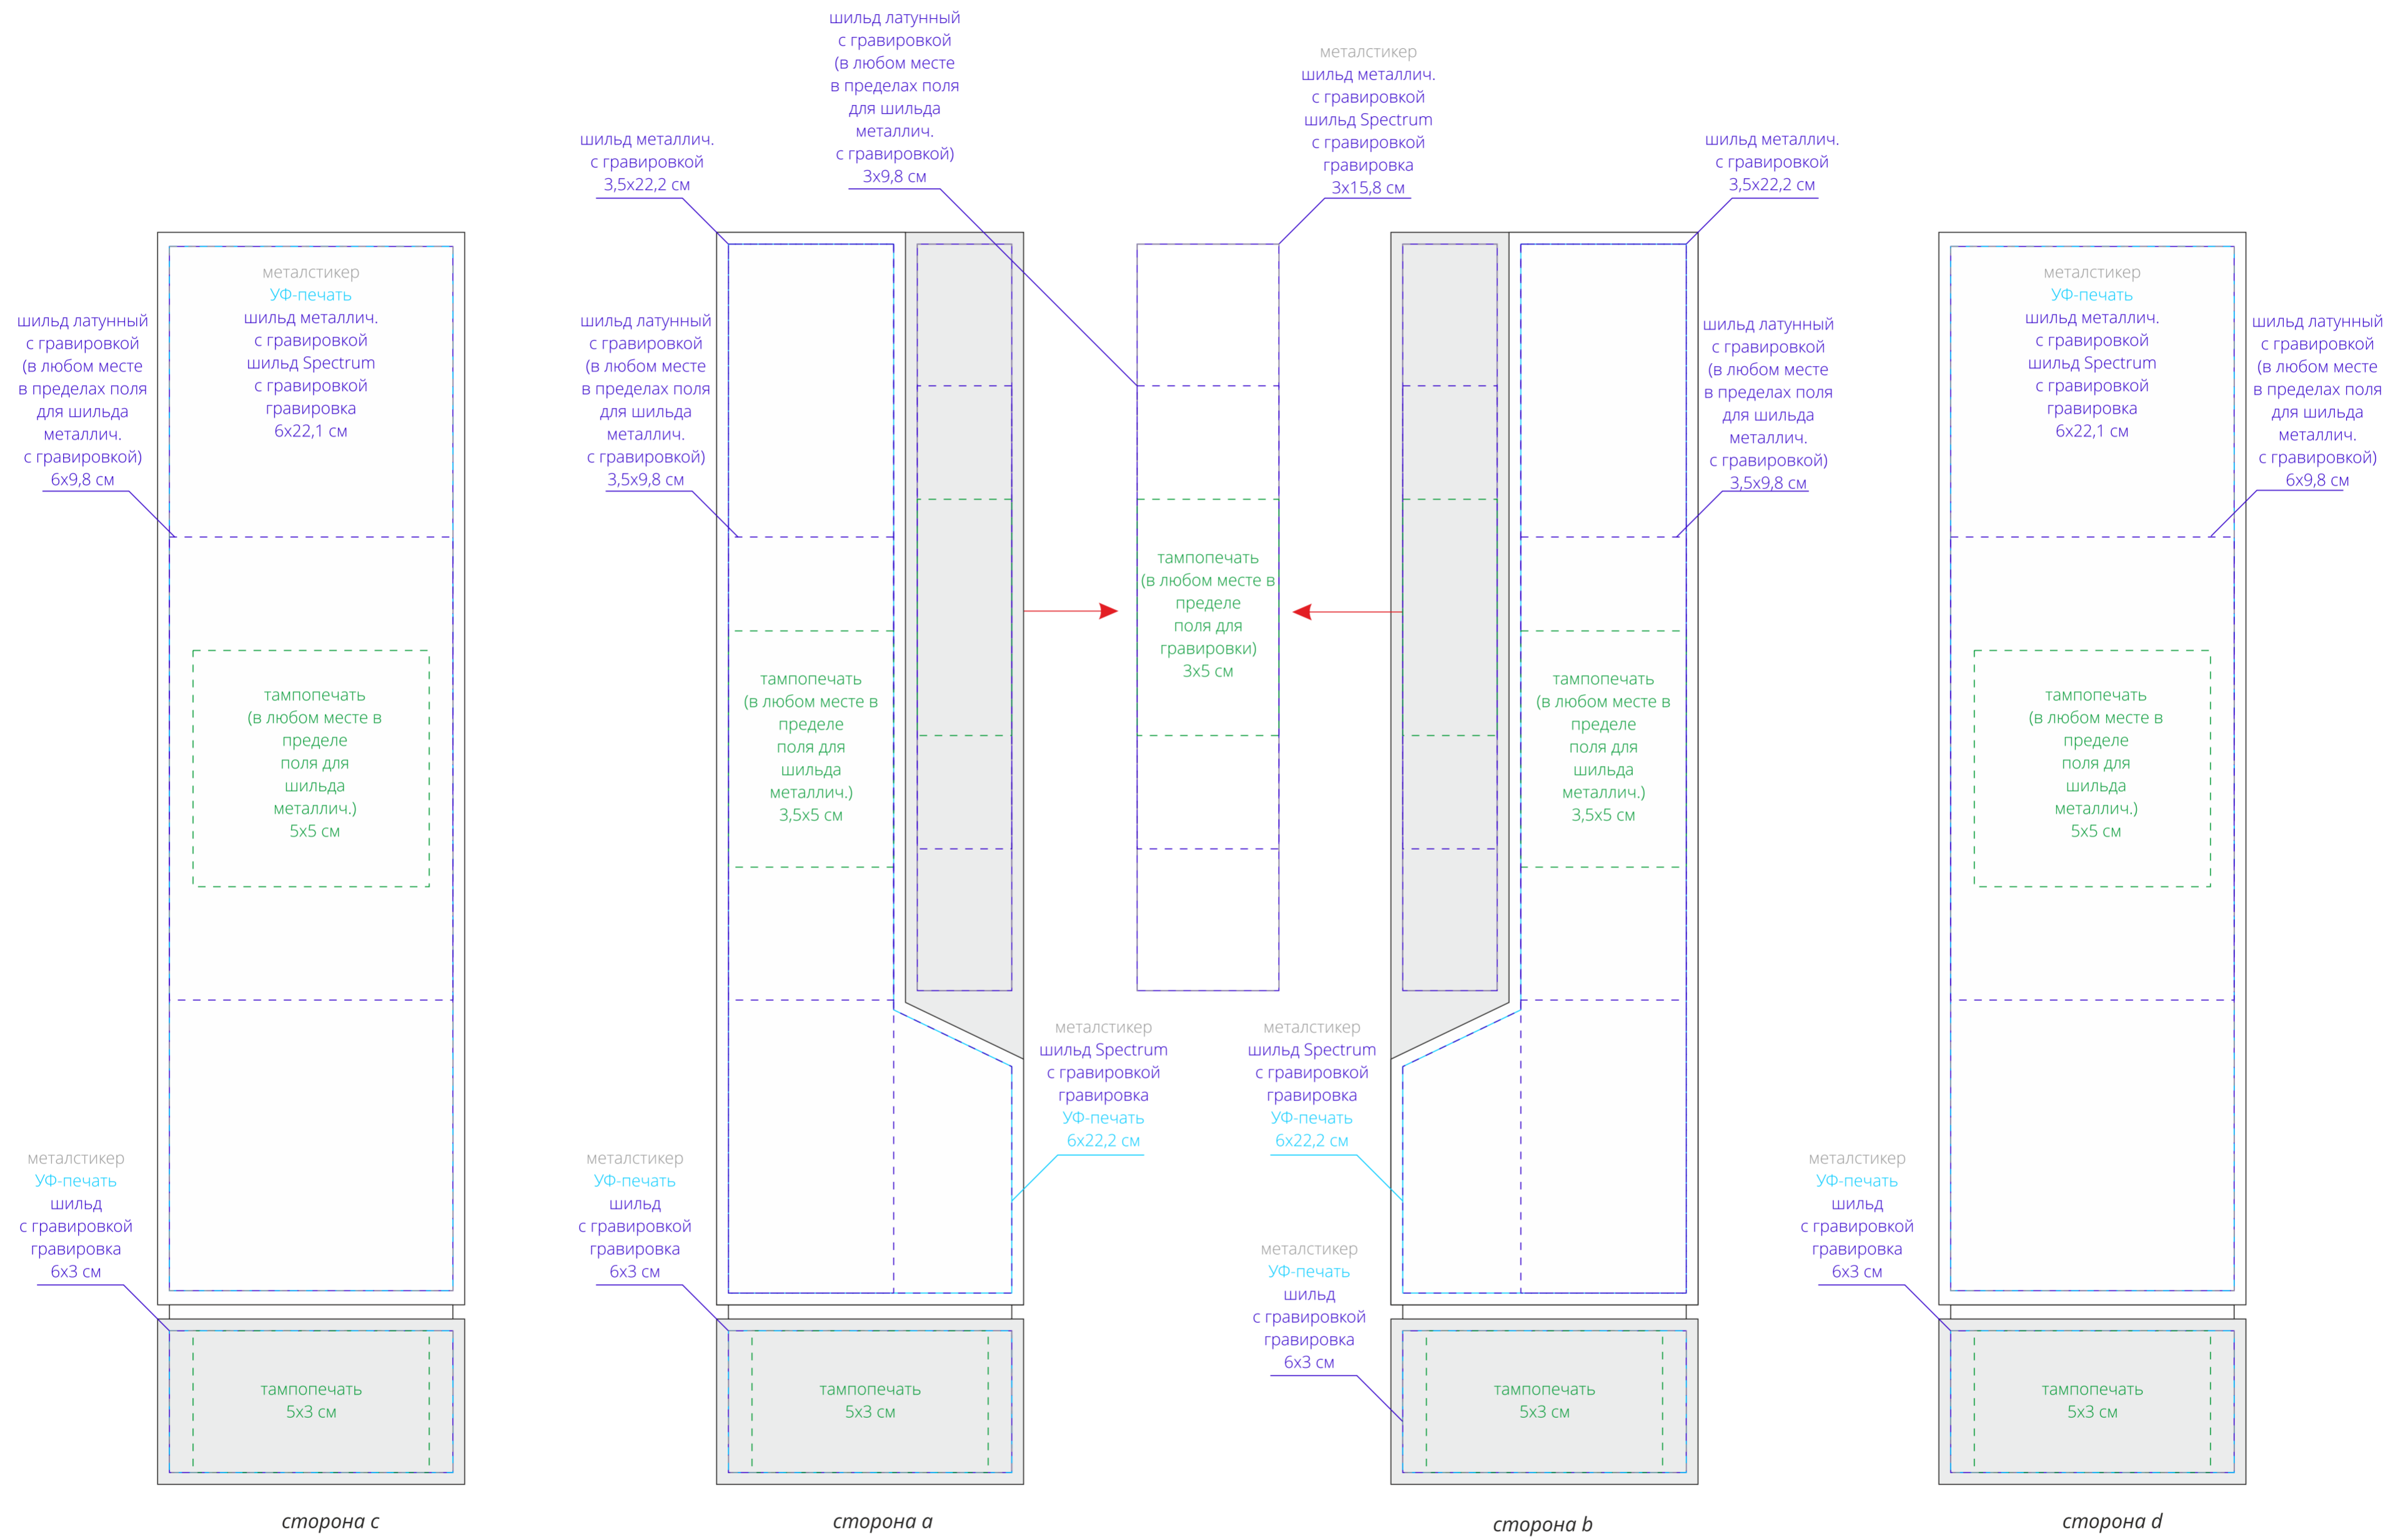 шильд латунный
с гравировкой
(в любом месте
в пределах поля
для шильда
металлич.
с гравировкой)
3х9,8 см
металстикер
шильд металлич.
с гравировкой
шильд Spectrum
с гравировкой
гравировка
3х15,8 см
шильд металлич.
с гравировкой
3,5х22,2 см
шильд металлич.
с гравировкой
3,5х22,2 см
шильд латунный
с гравировкой
(в любом месте
в пределах поля
для шильда
металлич.
с гравировкой)
6х9,8 см
металстикер
УФ-печать
шильд металлич.
с гравировкой
шильд Spectrum
с гравировкой
гравировка
6х22,1 см
шильд латунный
с гравировкой
(в любом месте
в пределах поля
для шильда
металлич.
с гравировкой)
3,5х9,8 см
шильд латунный
с гравировкой
(в любом месте
в пределах поля
для шильда
металлич.
с гравировкой)
3,5х9,8 см
металстикер
УФ-печать
шильд металлич.
с гравировкой
шильд Spectrum
с гравировкой
гравировка
6х22,1 см
шильд латунный
с гравировкой
(в любом месте
в пределах поля
для шильда
металлич.
с гравировкой)
6х9,8 см
тампопечать
(в любом месте в
пределе
поля для
шильда
металлич.)
5х5 см
тампопечать
(в любом месте в
пределе
поля для
шильда
металлич.)
3,5х5 см
тампопечать
(в любом месте в
пределе
поля для
гравировки)
3х5 см
тампопечать
(в любом месте в
пределе
поля для
шильда
металлич.)
3,5х5 см
тампопечать
(в любом месте в
пределе
поля для
шильда
металлич.)
5х5 см
металстикер
шильд Spectrum
с гравировкой
гравировка
УФ-печать
6х22,2 см
металстикер
шильд Spectrum
с гравировкой
гравировка
УФ-печать
6х22,2 см
металстикер
УФ-печать
шильд
с гравировкой
гравировка
6х3 см
металстикер
УФ-печать
шильд
с гравировкой
гравировка
6х3 см
металстикер
УФ-печать
шильд
с гравировкой
гравировка
6х3 см
металстикер
УФ-печать
шильд
с гравировкой
гравировка
6х3 см
тампопечать
5х3 см
тампопечать
5х3 см
тампопечать
5х3 см
тампопечать
5х3 см
сторона c
сторона a
сторона b
сторона d